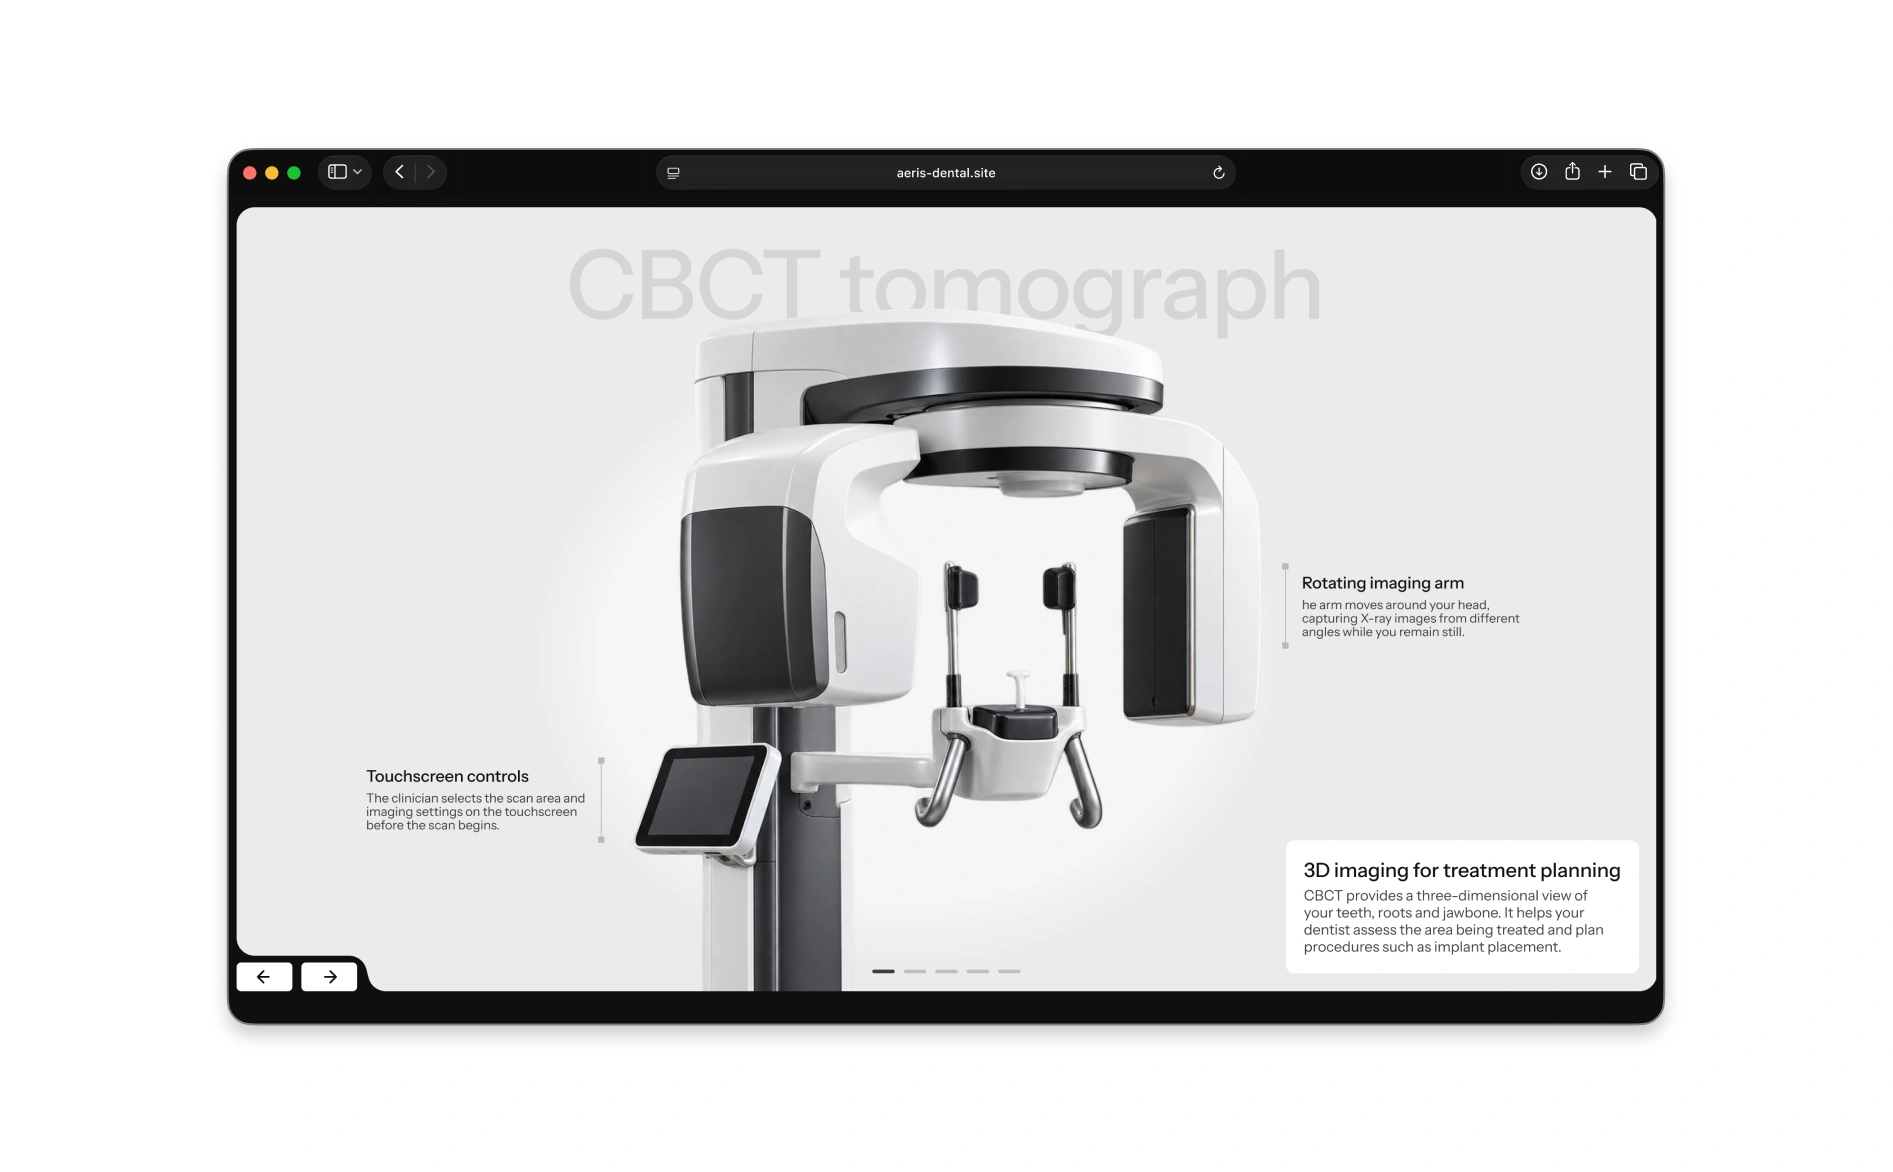 aeris-dental.site
CBCT tomograph
Rotating imaging arm
he arm moves around your head,
capturing X-ray images from different
angles while you remain still.
Touchscreen controls
The clinician selects the scan area and
imaging settings on the touchscreen
before the scan begins.
3D imaging for treatment planning
CBCT provides a three-dimensional view of
your teeth, roots and jawbone. It helps your
dentist assess the area being treated and plan
procedures such as implant placement.